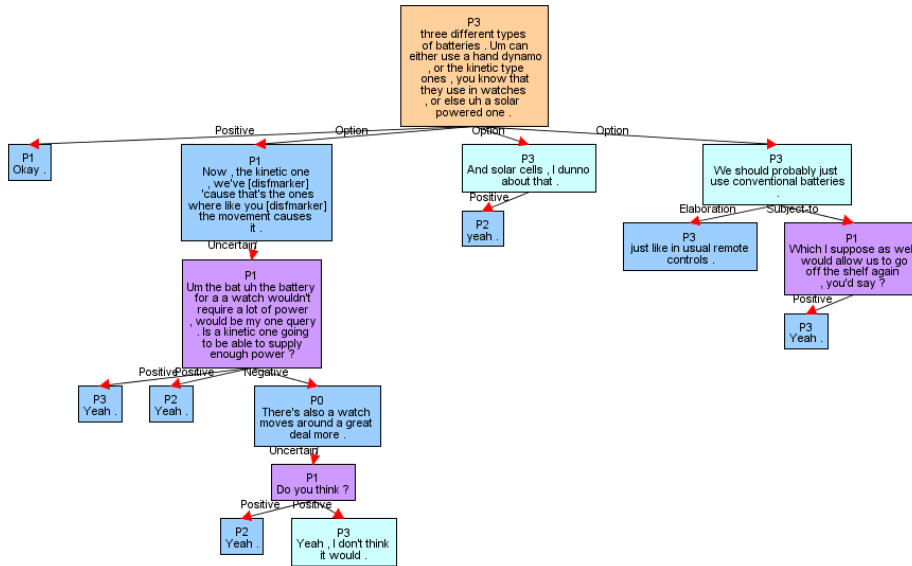 P3
three different types
of batteries . Um can
either use a hand dynamo
, or the kinetic type
ones , you know that
they use in watches
, or else uh a solar
powered one .
Positive
Option
Option
Option
P1
Okay .
P1
Now , the kinetic one
, we've [disfmarker]
'cause that's the ones
where like you [disfmarker]
the movement causes
it .
P3
And solar cells , I dunno
about that .
P3
We should probably just
use conventional batteries
.
Positive
Elaboration
Subject-to
P2
yeah .
P3
just like in usual remote
controls .
P1
Which I suppose as well
would allow us to go
off the shelf again
, you'd say ?
Uncertain
P1
Um the bat uh the battery
for a a watch wouldn't
require a lot of power
, would be my one query
. Is a kinetic one going
to be able to supply
enough power ?
Positive
P3
Yeah .
Positive
Positive
Negative
P3
Yeah .
P2
Yeah .
P0
There's also a watch
moves around a great
deal more .
Uncertain
P1
Do you think ?
Positive
Positive
P2
Yeah .
P3
Yeah , I don't think
it would .